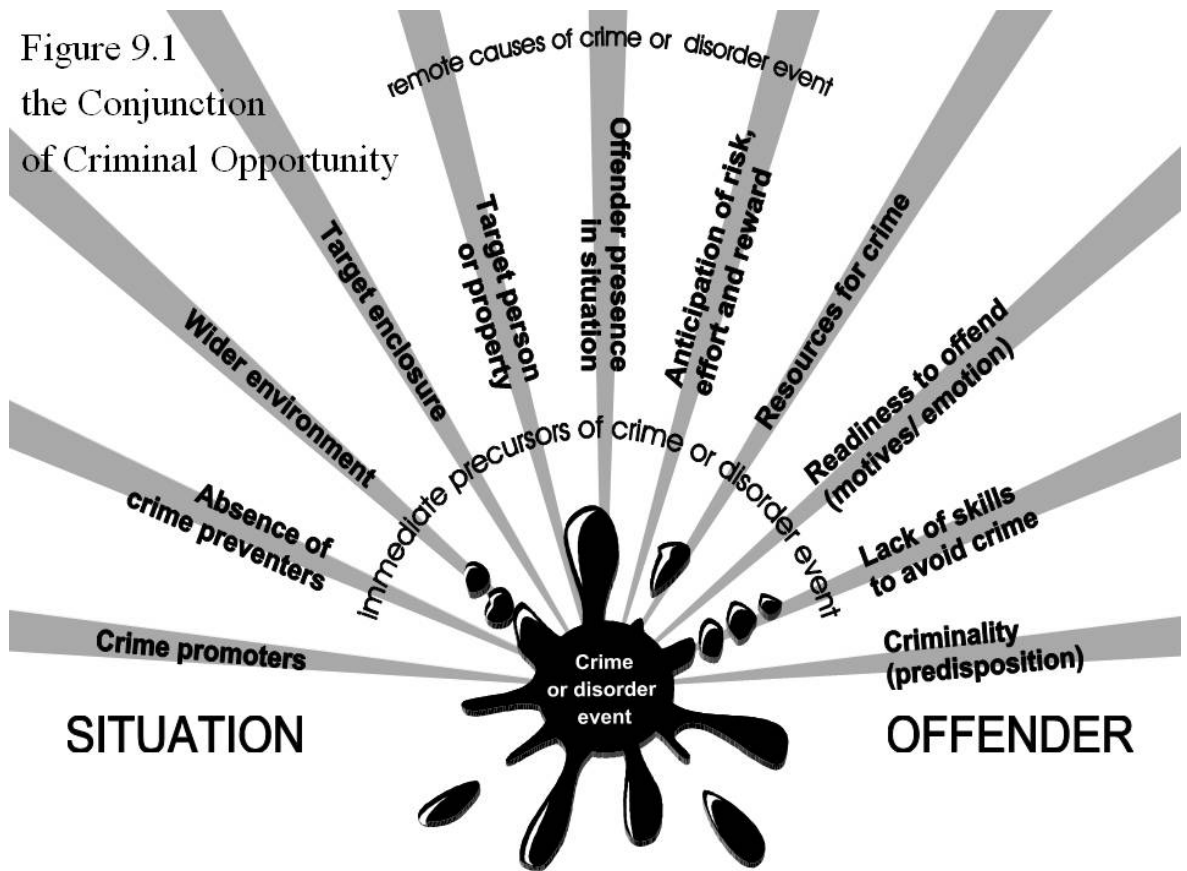 Figure 9.1
the Conjunction
of Criminal Opportunity
remote causes of crime or disorder event
Crime promoters
Absence of
crime preventers
Wider environment
Target enclosure
Target person
or property
Offender presence
in situation
Anticipation of risk,
effort and reward
Resources for crime
Readiness to offend
(motives/ emotion)
Lack of skills
to avoid crime
Criminality
(predisposition)
immediate precursors of crime or disorder event
Crime
or disorder
event
SITUATION
OFFENDER